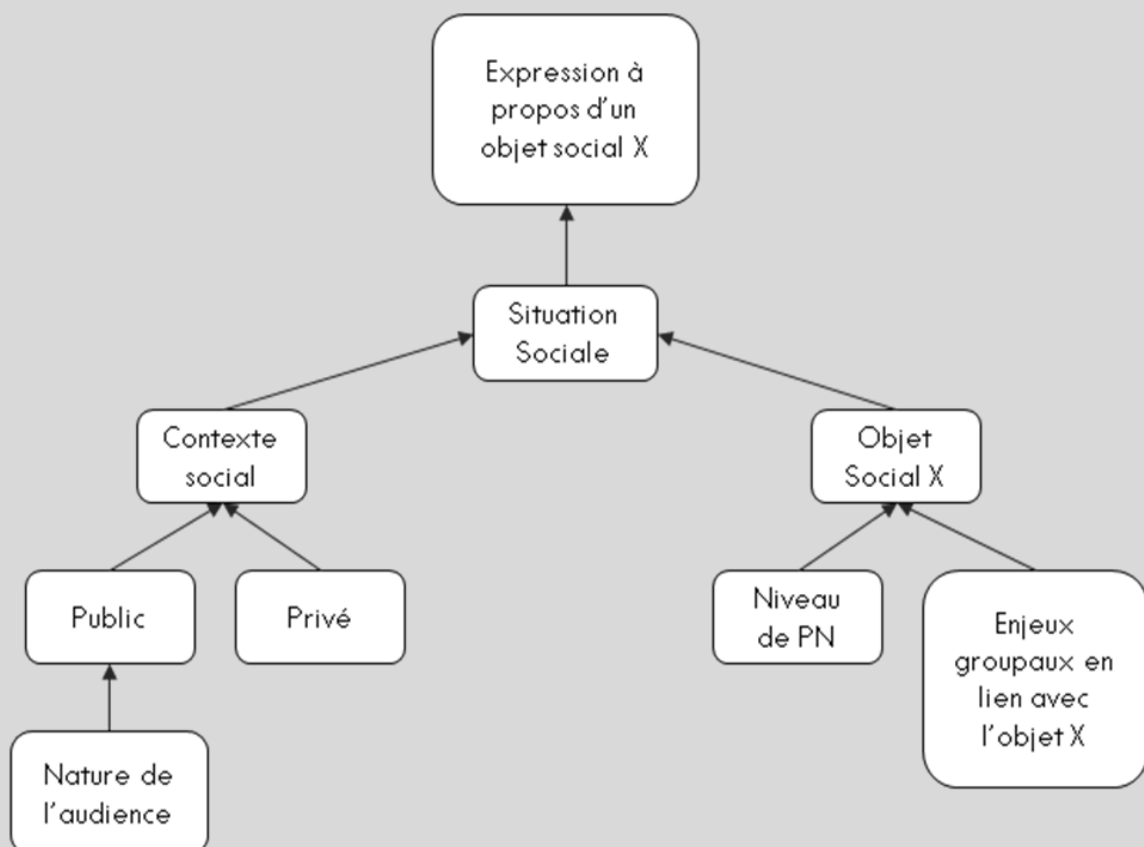 Expression à
propos d'un
objet social X
Situation
Sociale
Contexte
social
Objet
Social X
Public
Privé
Niveau
de PN
Enjeux
groupaux en
lien avec
l'objet X
Nature de
l'audience